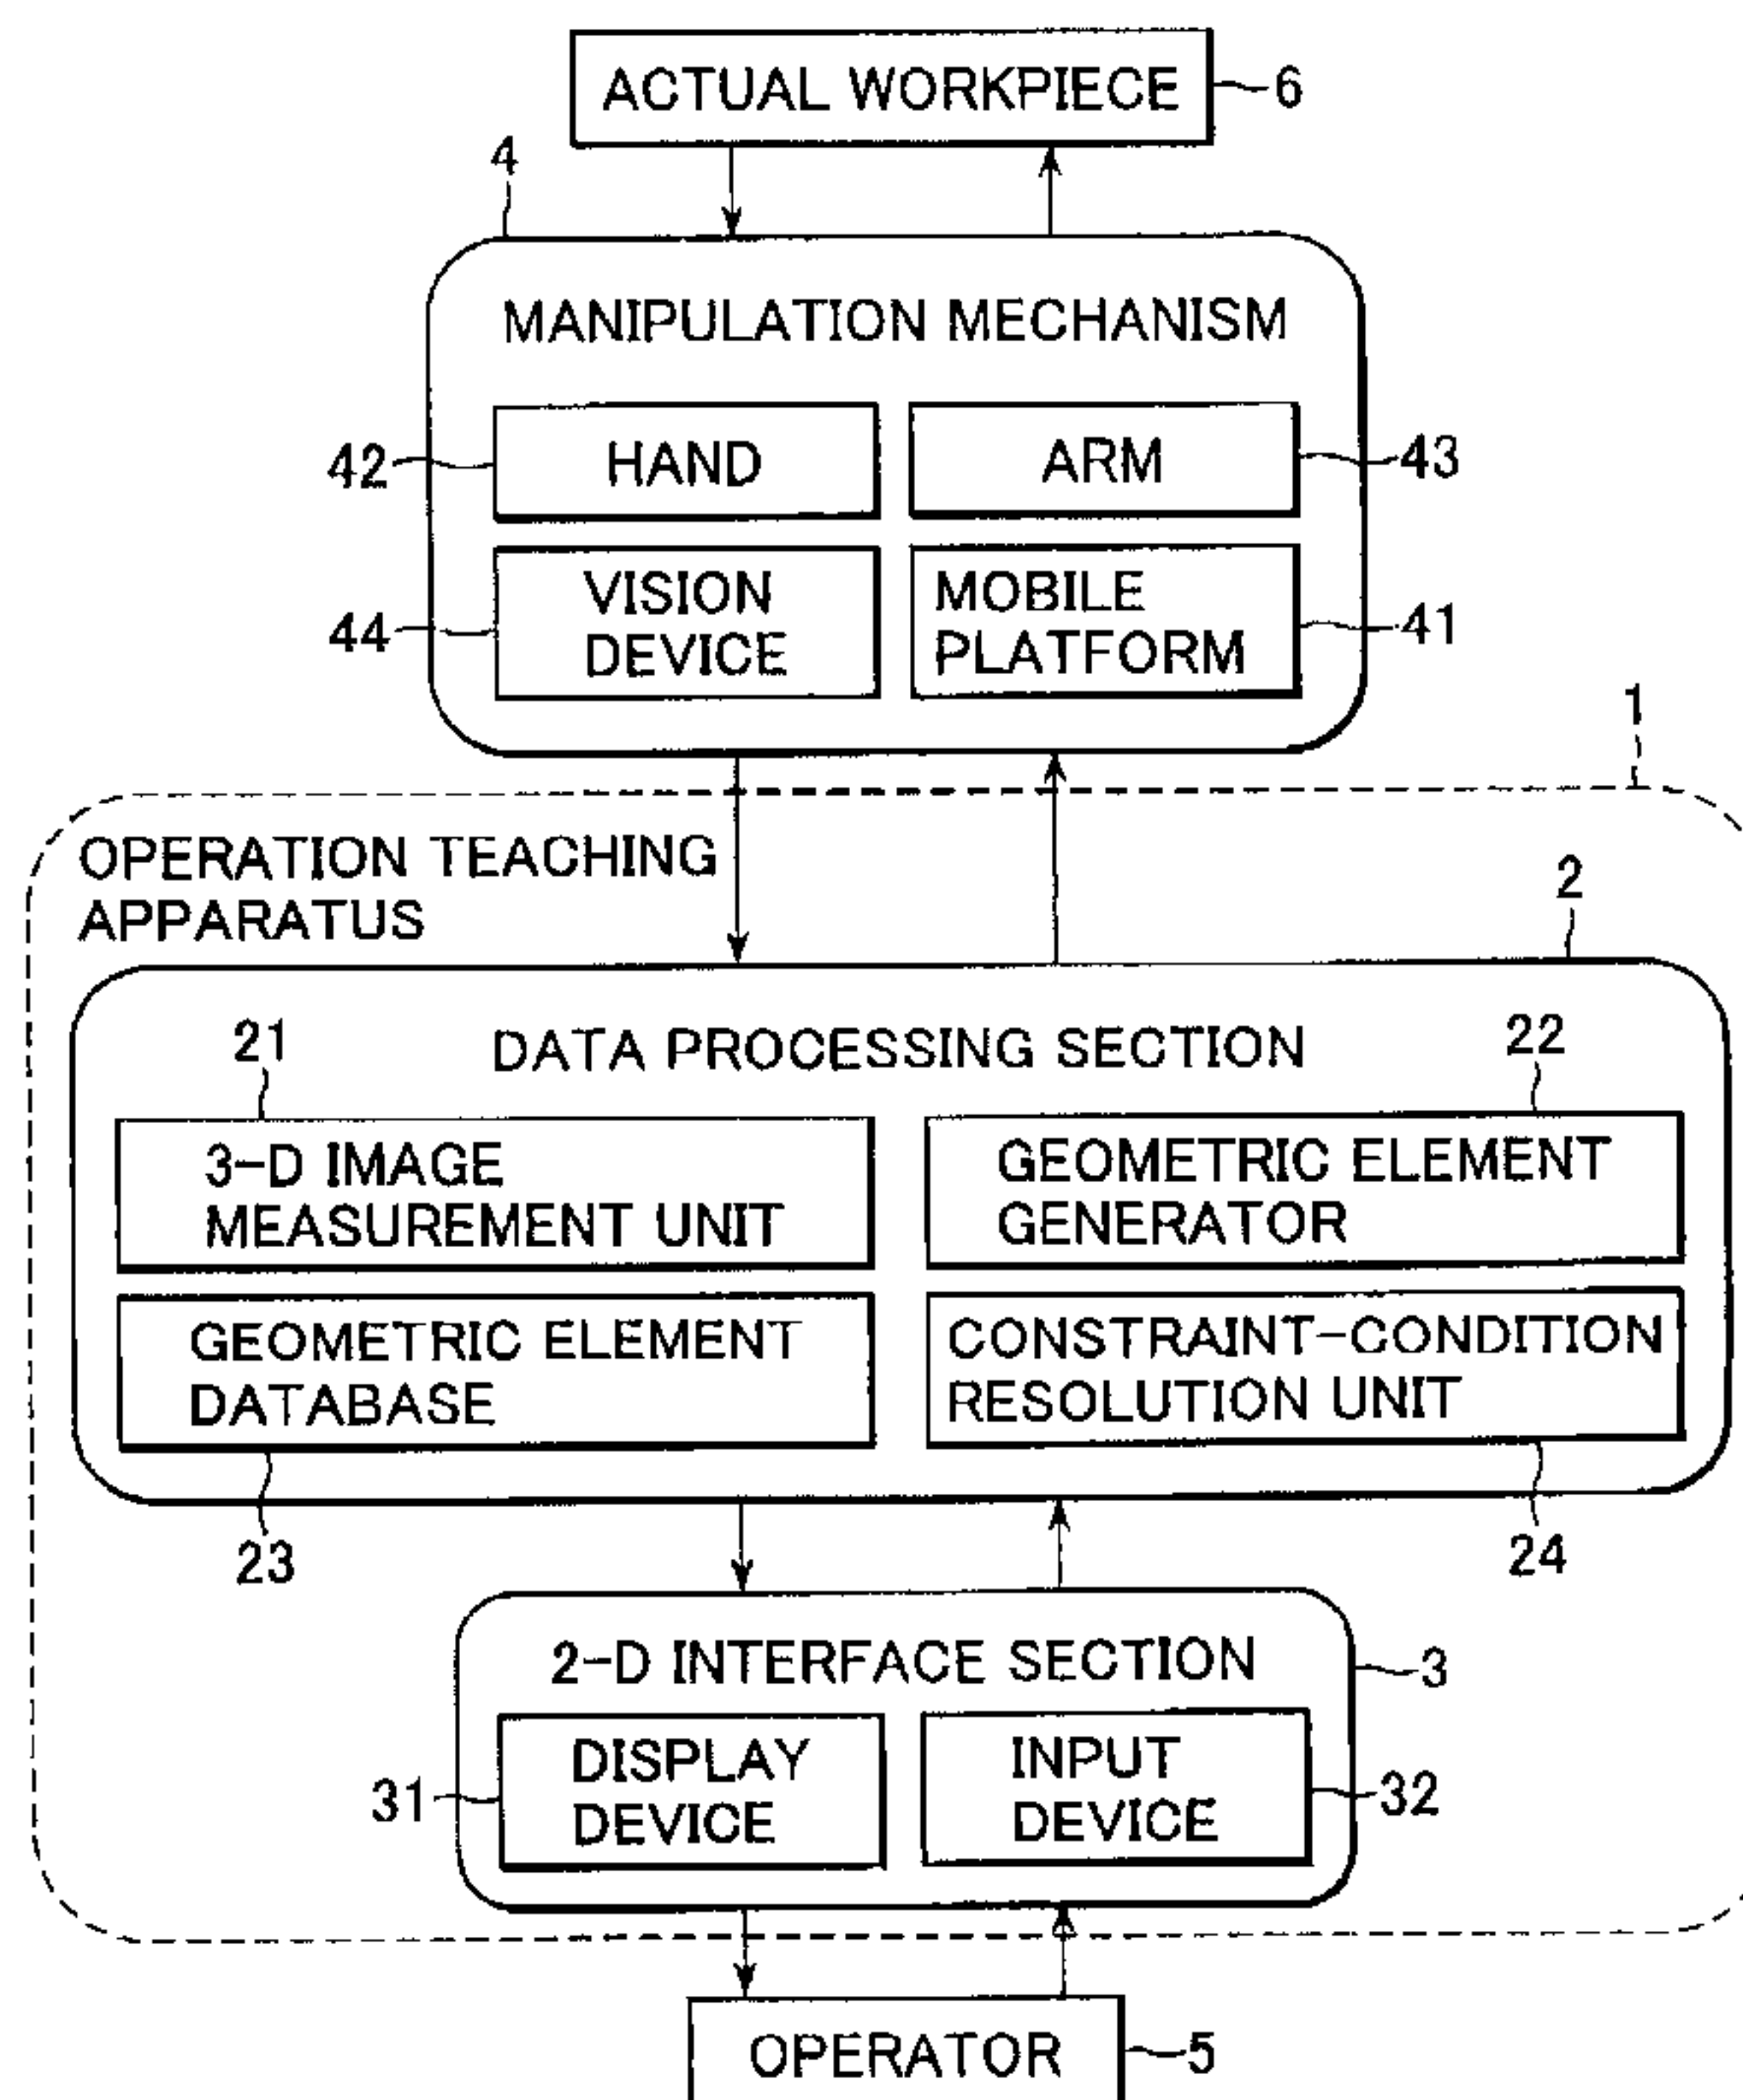 ACTUAL WORKPIECE
6
4
MANIPULATION MECHANISM
42
HAND
ARM
43
44
VISION
DEVICE
MOBILE
PLATFORM
41
1
OPERATION TEACHING
APPARATUS
2
DATA PROCESSING SECTION
21
22
3-D IMAGE
MEASUREMENT UNIT
GEOMETRIC ELEMENT
GENERATOR
GEOMETRIC ELEMENT
DATABASE
CONSTRAINT-CONDITION
RESOLUTION UNIT
23
24
2-D INTERFACE SECTION
3
31
DISPLAY
DEVICE
INPUT
DEVICE
32
OPERATOR
5